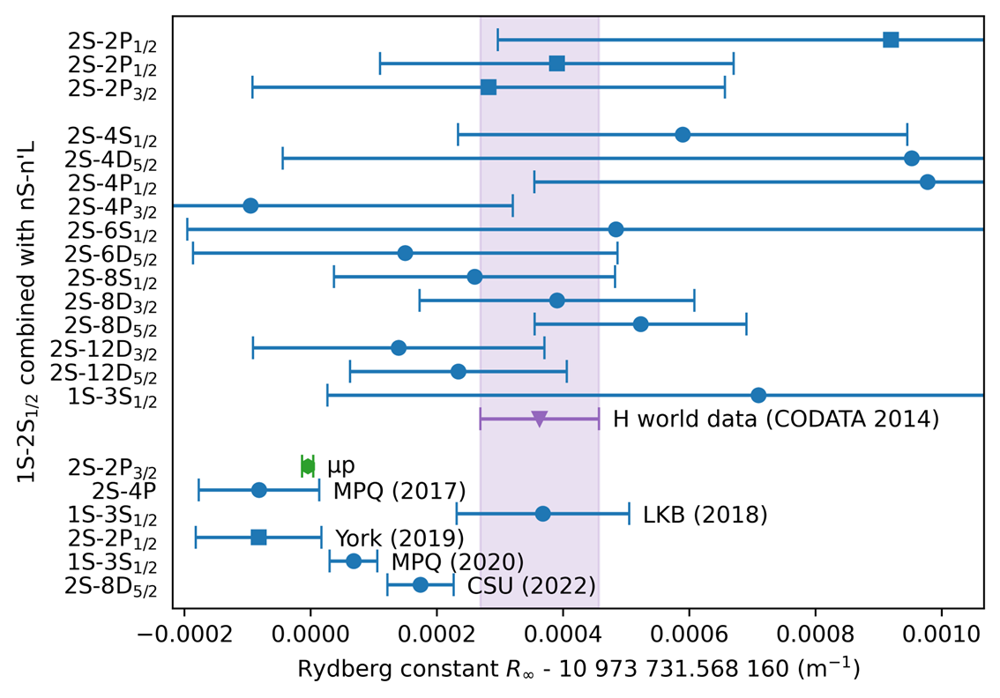 2S-2P1/2
2S-2P1/2
2S-2P3/2
2S-4S1/2
2S-4D5/2
2S-4P1/2
2S-4P3/2
2S-6S1/2
2S-6D5/2
2S-8S1/2
2S-8D3/2
2S-8D5/2
2S-12D3/2
2S-12D5/2
1S-3S1/2
H world data (CODATA 2014)
2S-2P3/2 μp
2S-4P MPQ (2017)
1S-3S1/2 LKB (2018)
2S-2P1/2 York (2019)
1S-3S1/2 MPQ (2020)
2S-8D5/2 CSU (2022)
1S-2S1/2 combined with nS-n'L
−0.0002 0.0000 0.0002 0.0004 0.0006 0.0008 0.0010
Rydberg constant R∞ - 10 973 731.568 160 (m⁻¹)